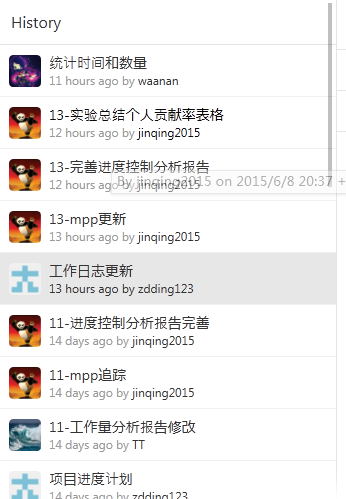 History
统计时间和数量
11 hours ago by waanan
13-实验总结个人贡献率表格
12 hours ago by jinqing2015
13-完善进度控制分析报告
12 hours ago by jinqing2015
By jinqing2015 on 2015/6/8 20:37 +
13-mpp更新
13 hours ago by jinqing2015
工作日志更新
13 hours ago by zdding123
11-进度控制分析报告完善
14 days ago by jinqing2015
11-mpp追踪
14 days ago by jinqing2015
11-工作量分析报告修改
14 days ago by TT
项目进度计划
14 days ago by zdding123